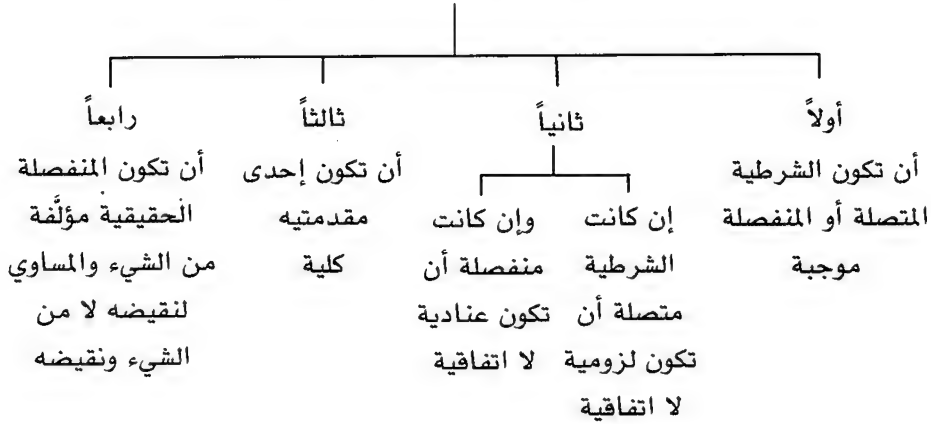 أولاً
أن تكون الشرطية
المتصلة أو المنفصلة
موجبة
ثانياً
إن كانت
الشرطية
متصلة أن
تكون لزومية
لا اتفاقية
وإن كانت
منفصلة أن
تكون عنادية
لا اتفاقية
ثالثاً
أن تكون إحدى
مقدمتيه
كلية
رابعاً
أن تكون المنفصلة
الحقيقية مؤلَّفة
من الشيء والمساوي
لنقيضه لا من
الشيء ونقيضه